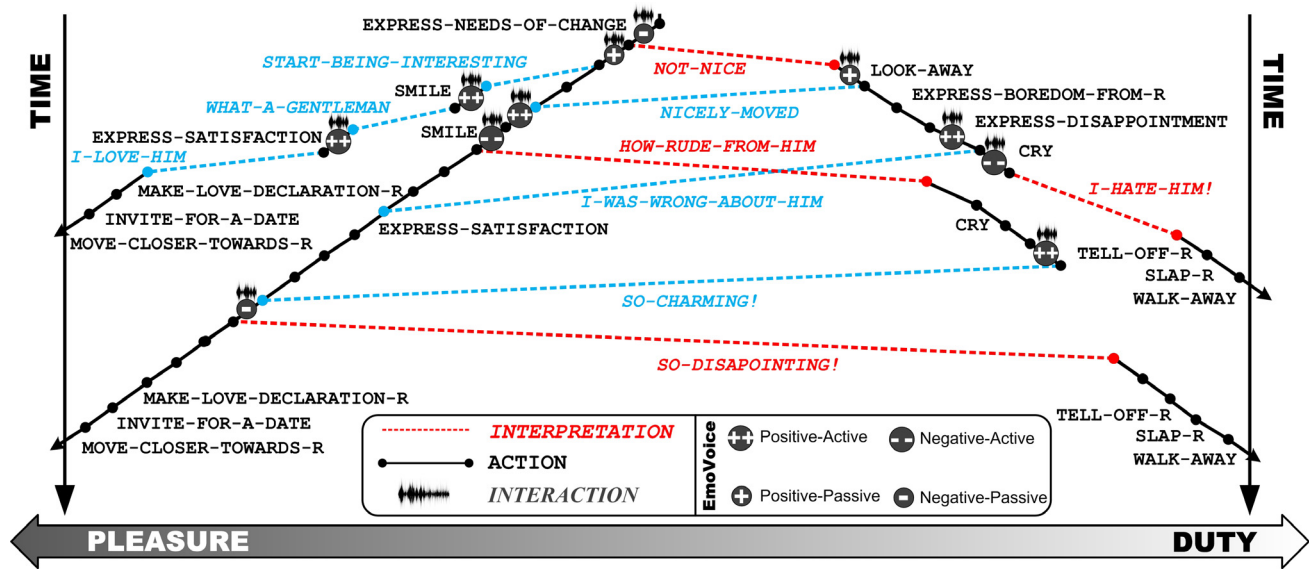 EXPRESS-NEEDS-OF-CHANGE
START-BEING-INTERESTING
NOT-NICE
LOOK-AWAY
TIME
TIME
SMILE
EXPRESS-BOREDOM-FROM-R
WHAT-A-GENTLEMAN
NICELY-MOVED
EXPRESS-DISAPPOINTMENT
EXPRESS-SATISFACTION
SMILE
HOW-RUDE-FROM-HIM
CRY
I-LOVE-HIM
MAKE-LOVE-DECLARATION-R
I-WAS-WRONG-ABOUT-HIM
I-HATE-HIM!
INVITE-FOR-A-DATE
EXPRESS-SATISFACTION
CRY
MOVE-CLOSER-TOWARDS-R
TELL-OFF-R
SLAP-R
WALK-AWAY
SO-CHARMING!
SO-DISAPOINTING!
MAKE-LOVE-DECLARATION-R
INVITE-FOR-A-DATE
MOVE-CLOSER-TOWARDS-R
TELL-OFF-R
SLAP-R
WALK-AWAY
INTERPRETATION
ACTION
INTERACTION
EmoVoice
++ Positive-Active
-- Negative-Active
+ Positive-Passive
- Negative-Passive
PLEASURE
DUTY